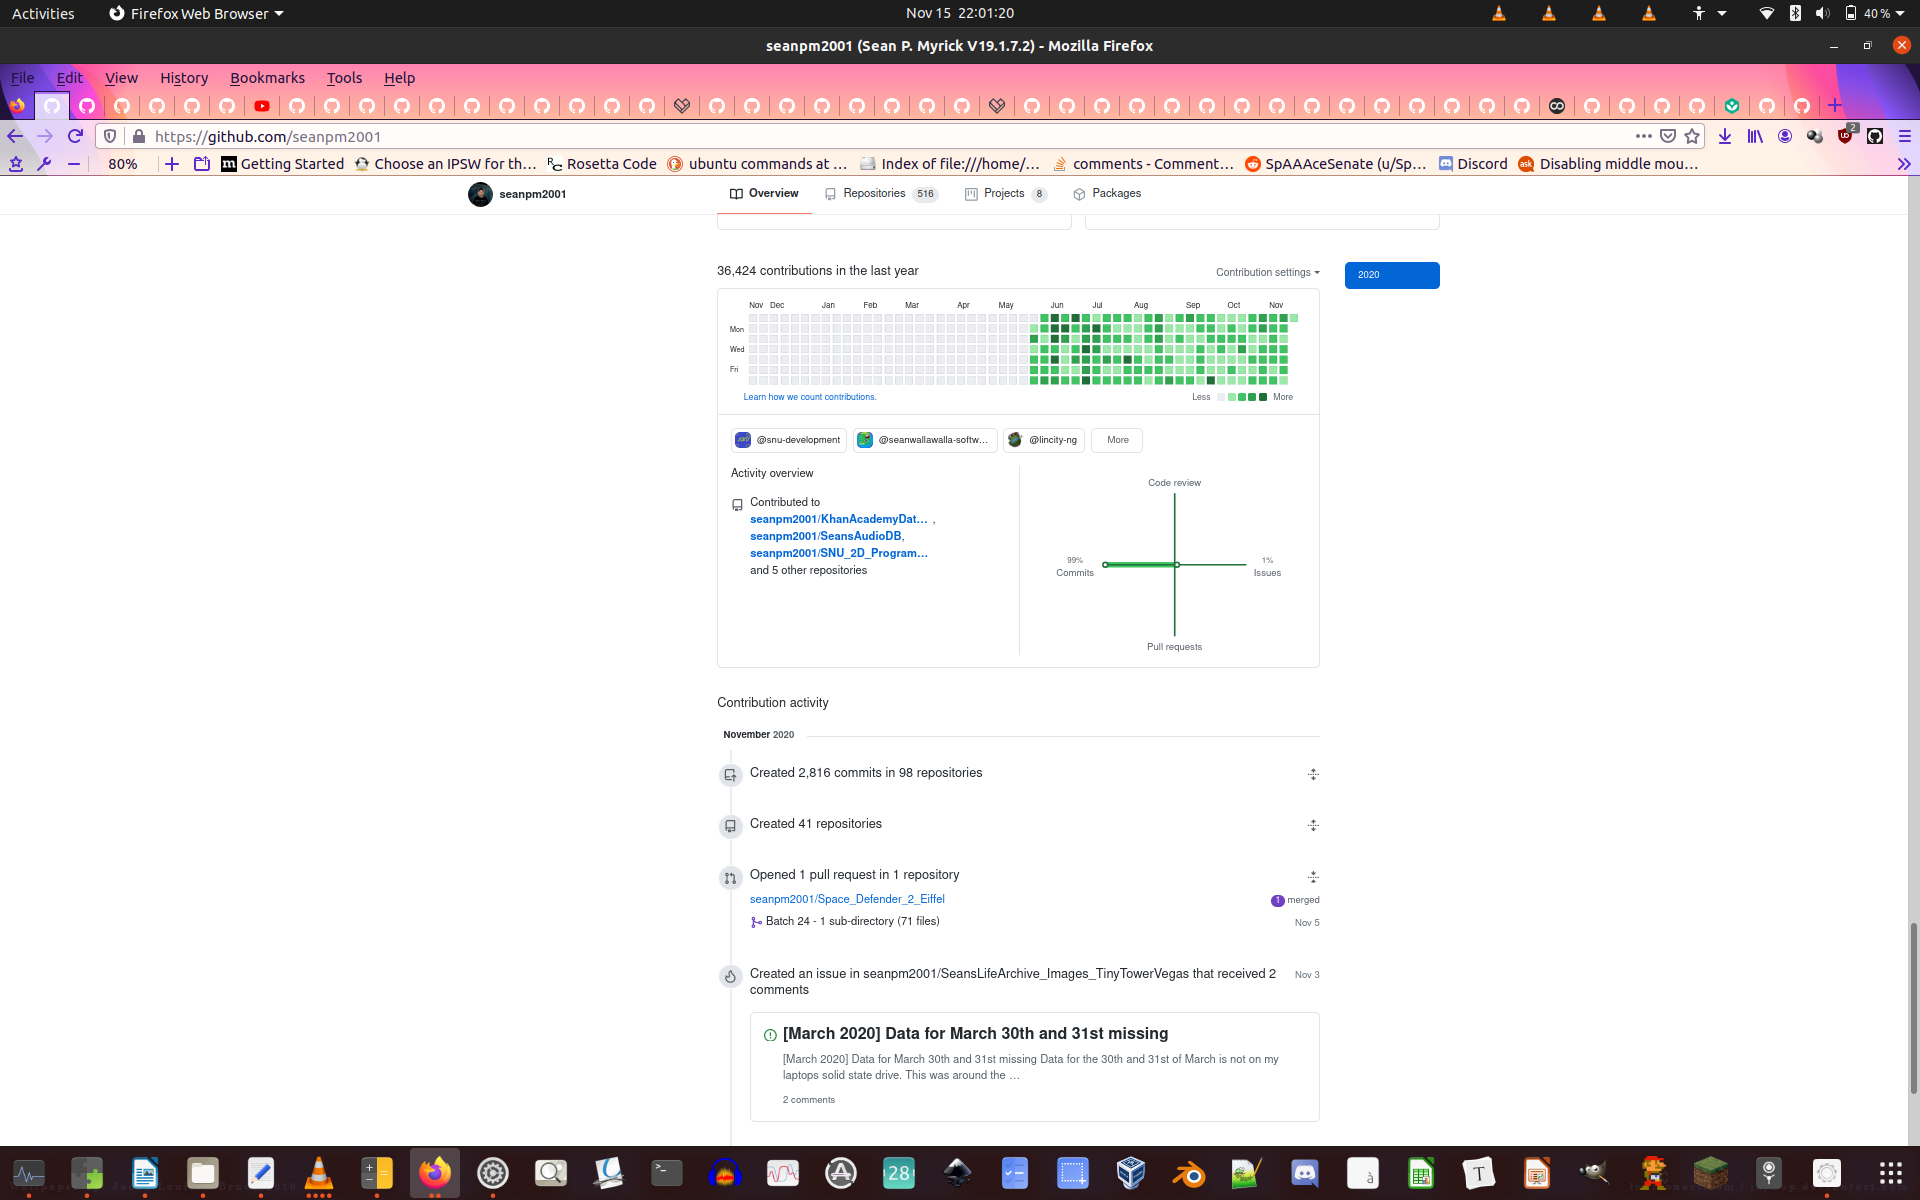 Activities
Firefox Web Browser
Nov 15 22:01:20
40 %
seanpm2001 (Sean P. Myrick V19.1.7.2) - Mozilla Firefox
File Edit View History Bookmarks Tools Help
https://github.com/seanpm2001
2
80%
Getting Started
Choose an IPSW for th…
Rosetta Code
ubuntu commands at …
Index of file:///home/…
comments - Comment…
SpAAAceSenate (u/Sp…
Discord
Disabling middle mou…
seanpm2001
Overview
Repositories 516
Projects 8
Packages
36,424 contributions in the last year
Contribution settings
2020
Nov Dec Jan Feb Mar Apr May Jun Jul Aug Sep Oct Nov
Mon
Wed
Fri
Learn how we count contributions.
Less
More
@snu-development
@seanwallawalla-softw…
@lincity-ng
More
Activity overview
Contributed to
seanpm2001/KhanAcademyDat… ,
seanpm2001/SeansAudioDB,
seanpm2001/SNU_2D_Program…
and 5 other repositories
Code review
99%
Commits
1%
Issues
Pull requests
Contribution activity
November 2020
Created 2,816 commits in 98 repositories
Created 41 repositories
Opened 1 pull request in 1 repository
seanpm2001/Space_Defender_2_Eiffel
1 merged
Batch 24 - 1 sub-directory (71 files)
Nov 5
Created an issue in seanpm2001/SeansLifeArchive_Images_TinyTowerVegas that received 2
comments
Nov 3
[March 2020] Data for March 30th and 31st missing
[March 2020] Data for March 30th and 31st missing Data for the 30th and 31st of March is not on my
laptops solid state drive. This was around the …
2 comments
28